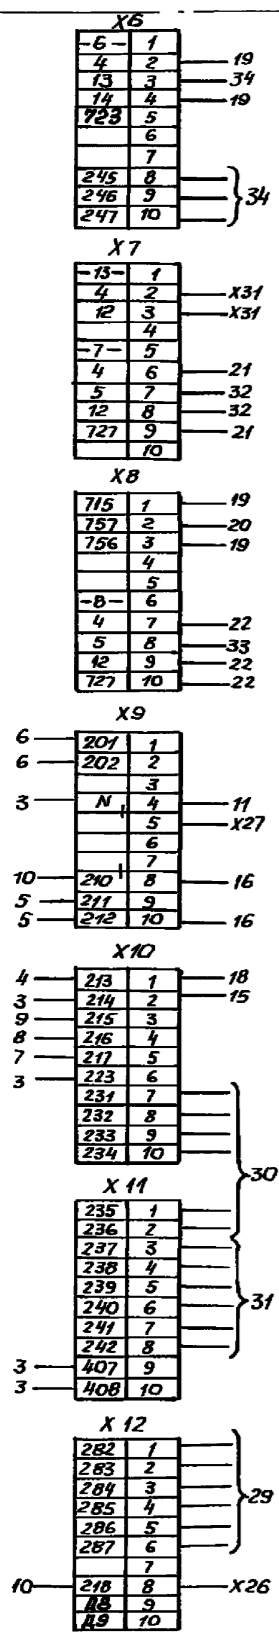 X6
-6- 1
4 2 19
13 3 34
14 4 19
723 5
6
7
245 8
246 9 34
247 10
X7
-13- 1
4 2 X31
12 3 X31
4
-7- 5
4 6 21
5 7 32
12 8 32
727 9 21
10
X8
715 1 19
757 2 20
756 3 19
4
5
-8- 6
4 7 22
5 8 33
12 9 22
727 10 22
X9
6 201 1
6 202 2
3
3 N 4 11
5 X27
6
7
10 210 8 16
5 211 9
5 212 10 16
X10
4 213 1 18
3 214 2 15
9 215 3
8 216 4
7 217 5
3 223 6
231 7
232 8
233 9
234 10
30
X 11
235 1
236 2
237 3
238 4
239 5
240 6 31
241 7
242 8
3 407 9
3 408 10
X 12
282 1
283 2
284 3 29
285 4
286 5
287 6
7
10 218 8 X26
Д8 9
Д9 10